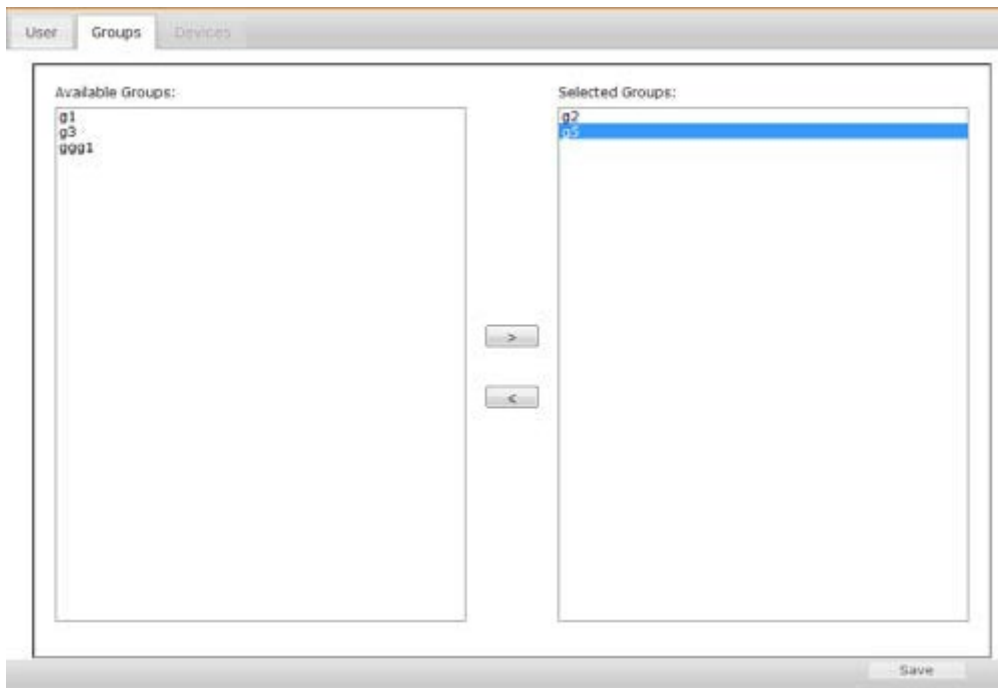 User Groups Devices
Available Groups: Selected Groups:
g1
g3
ggg1
g2
g5
>
<
Save